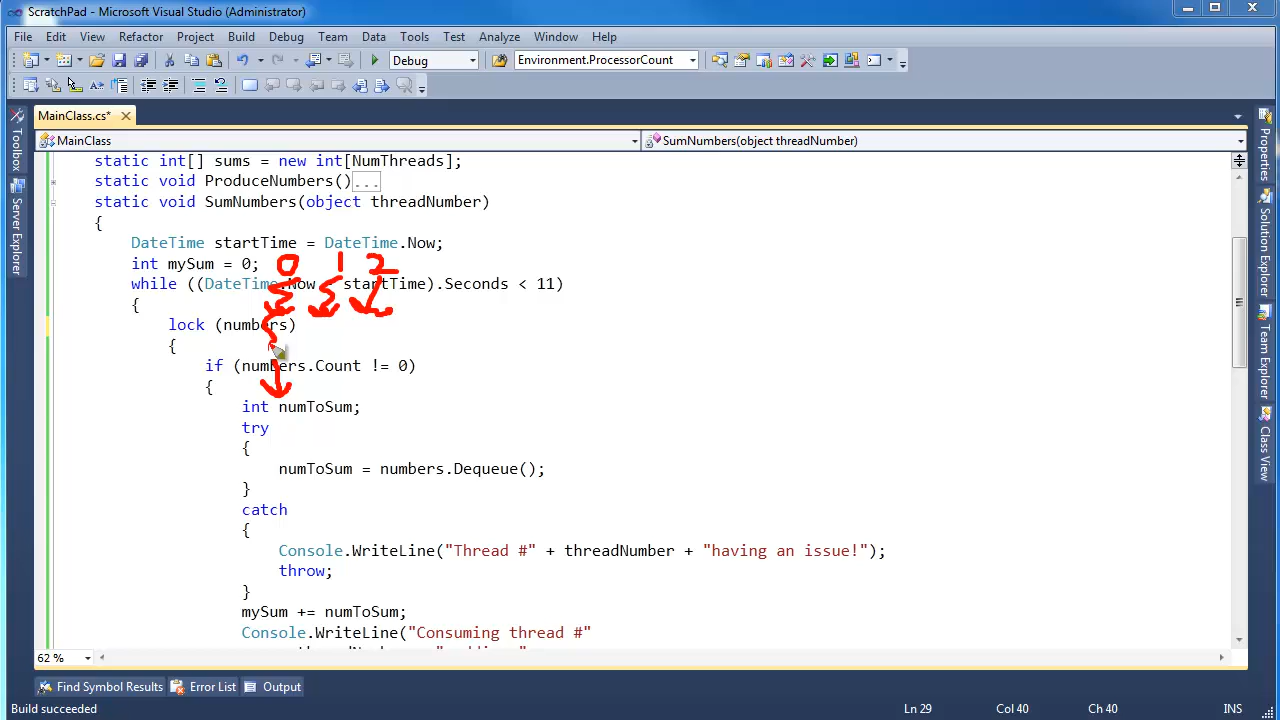 ScratchPad - Microsoft Visual Studio (Administrator)
File Edit View Refactor Project Build Debug Team Data Tools Test Analyze Window Help
Debug Environment.ProcessorCount
MainClass.cs*
MainClass SumNumbers(object threadNumber)
Toolbox
Server Explorer
static int[] sums = new int[NumThreads];
static void ProduceNumbers()...
static void SumNumbers(object threadNumber)
{
DateTime startTime = DateTime.Now;
int mySum = 0;
0 1 2
while ((DateTime.Now startTime).Seconds < 11)
{
lock (numbers)
{
if (numbers.Count != 0)
{
int numToSum;
try
{
numToSum = numbers.Dequeue();
}
catch
{
Console.WriteLine("Thread #" + threadNumber + "having an issue!");
throw;
}
mySum += numToSum;
Console.WriteLine("Consuming thread #"
Properties
Solution Explorer
Team Explorer
Class View
62 %
Find Symbol Results Error List Output
Build succeeded Ln 29 Col 40 Ch 40 INS